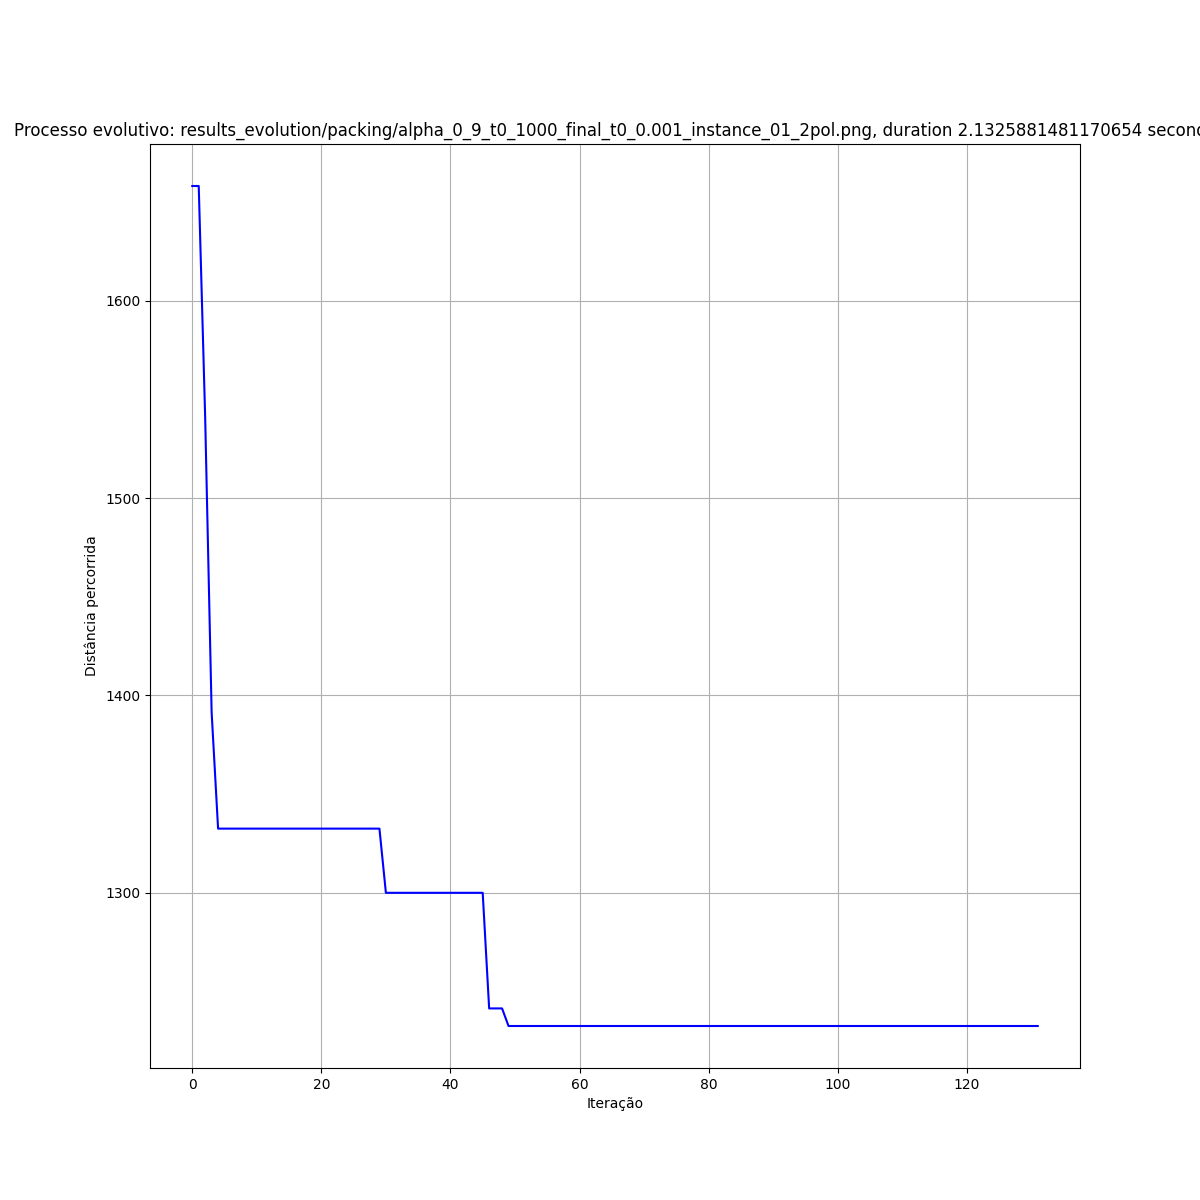 Processo evolutivo: results_evolution/packing/alpha_0_9_t0_1000_final_t0_0.001_instance_01_2pol.png, duration 2.1325881481170654 secon
1600
1500
1400
1300
Distância percorrida
0 20 40 60 80 100 120
Iteração